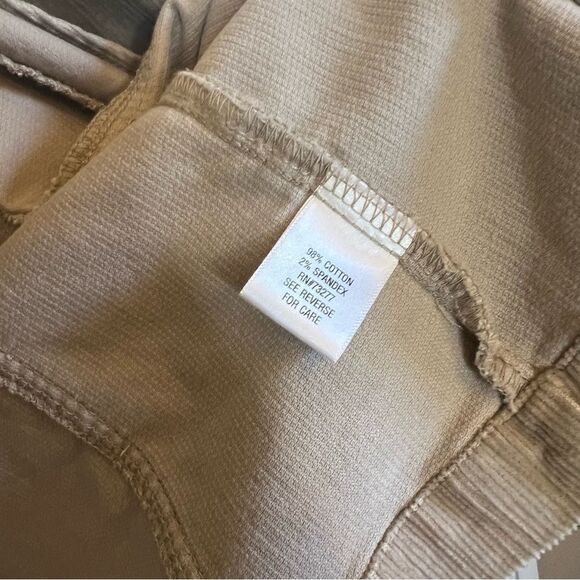 98% COTTON
2% SPANDEX
RN#73277
SEE REVERSE
FOR CARE